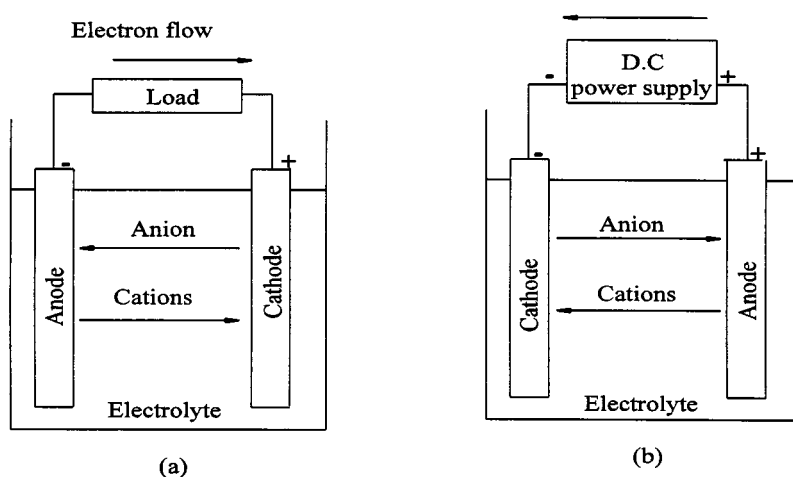 Electron flow
Load
-
+
Anion
Cations
Anode
Cathode
Electrolyte
(a)
D.C
power supply
-
+
-
+
Anion
Cations
Cathode
Anode
Electrolyte
(b)